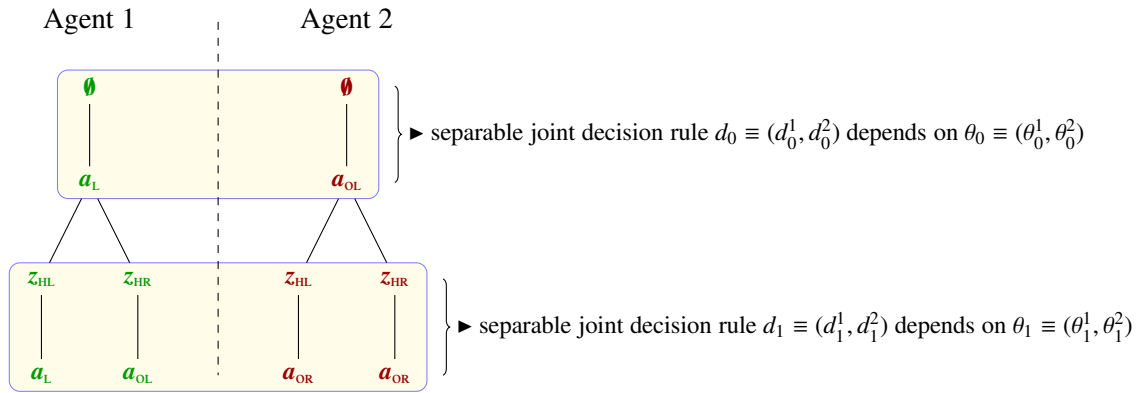 Agent 1 Agent 2
∅ ∅
► separable joint decision rule d₀ ≡ (d₀¹, d₀²) depends on θ₀ ≡ (θ₀¹, θ₀²)
a_L a_OL
z_HL z_HR z_HL z_HR
► separable joint decision rule d₁ ≡ (d₁¹, d₁²) depends on θ₁ ≡ (θ₁¹, θ₁²)
a_L a_OL a_OR a_OR